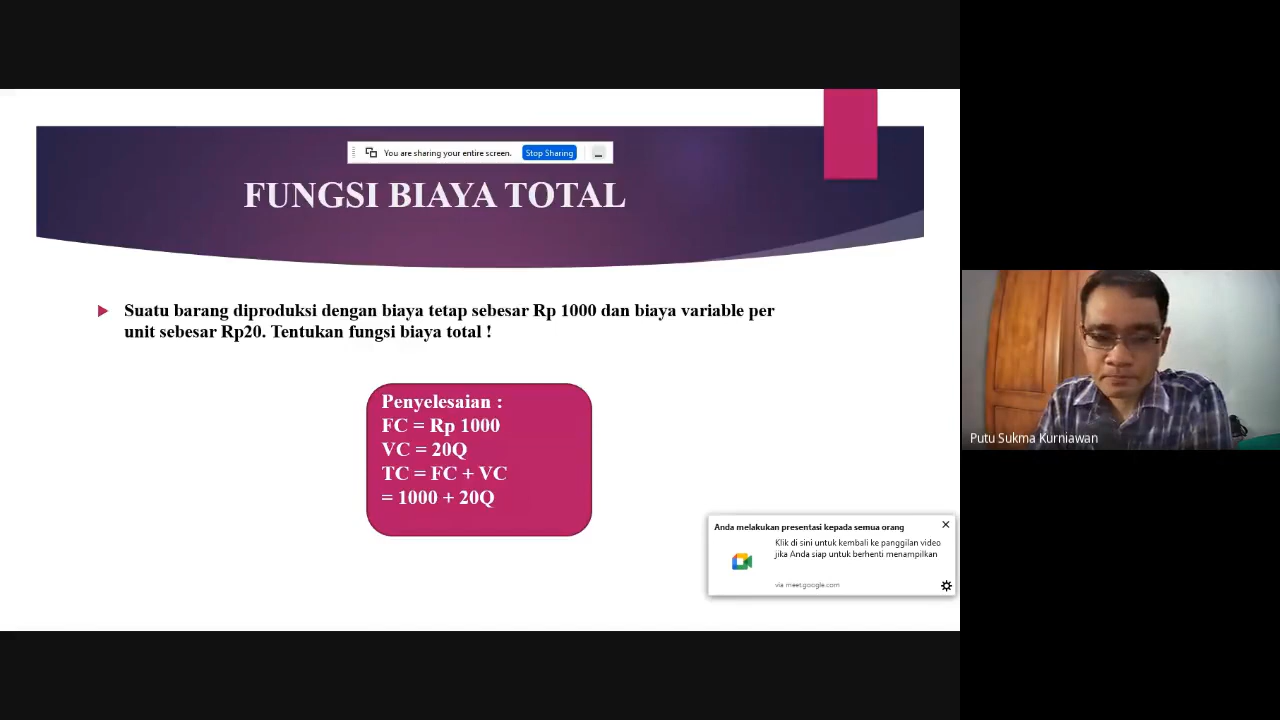 You are sharing your entire screen.
Stop Sharing
FUNGSI BIAYA TOTAL
Suatu barang diproduksi dengan biaya tetap sebesar Rp 1000 dan biaya variable per
unit sebesar Rp20. Tentukan fungsi biaya total !
Penyelesaian :
FC = Rp 1000
VC = 20Q
TC = FC + VC
= 1000 + 20Q
Putu Sukma Kurniawan
Anda melakukan presentasi kepada semua orang
Klik di sini untuk kembali ke panggilan video
jika Anda siap untuk berhenti menampilkan
via meet.google.com